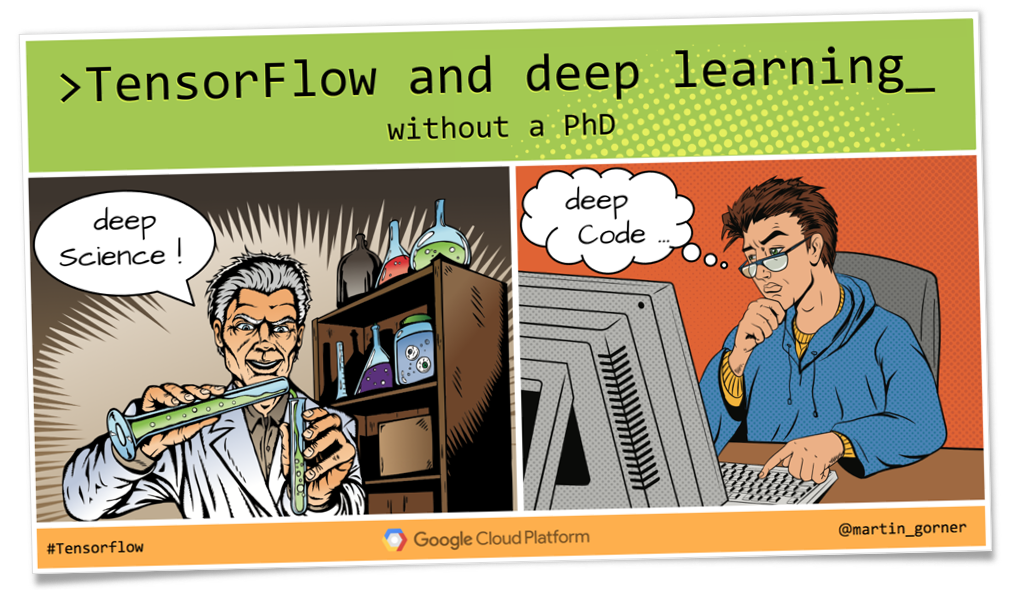 >TensorFlow and deep learning_
without a PhD
deep
Science !
deep
Code ...
#Tensorflow
Google Cloud Platform
@martin_gorner